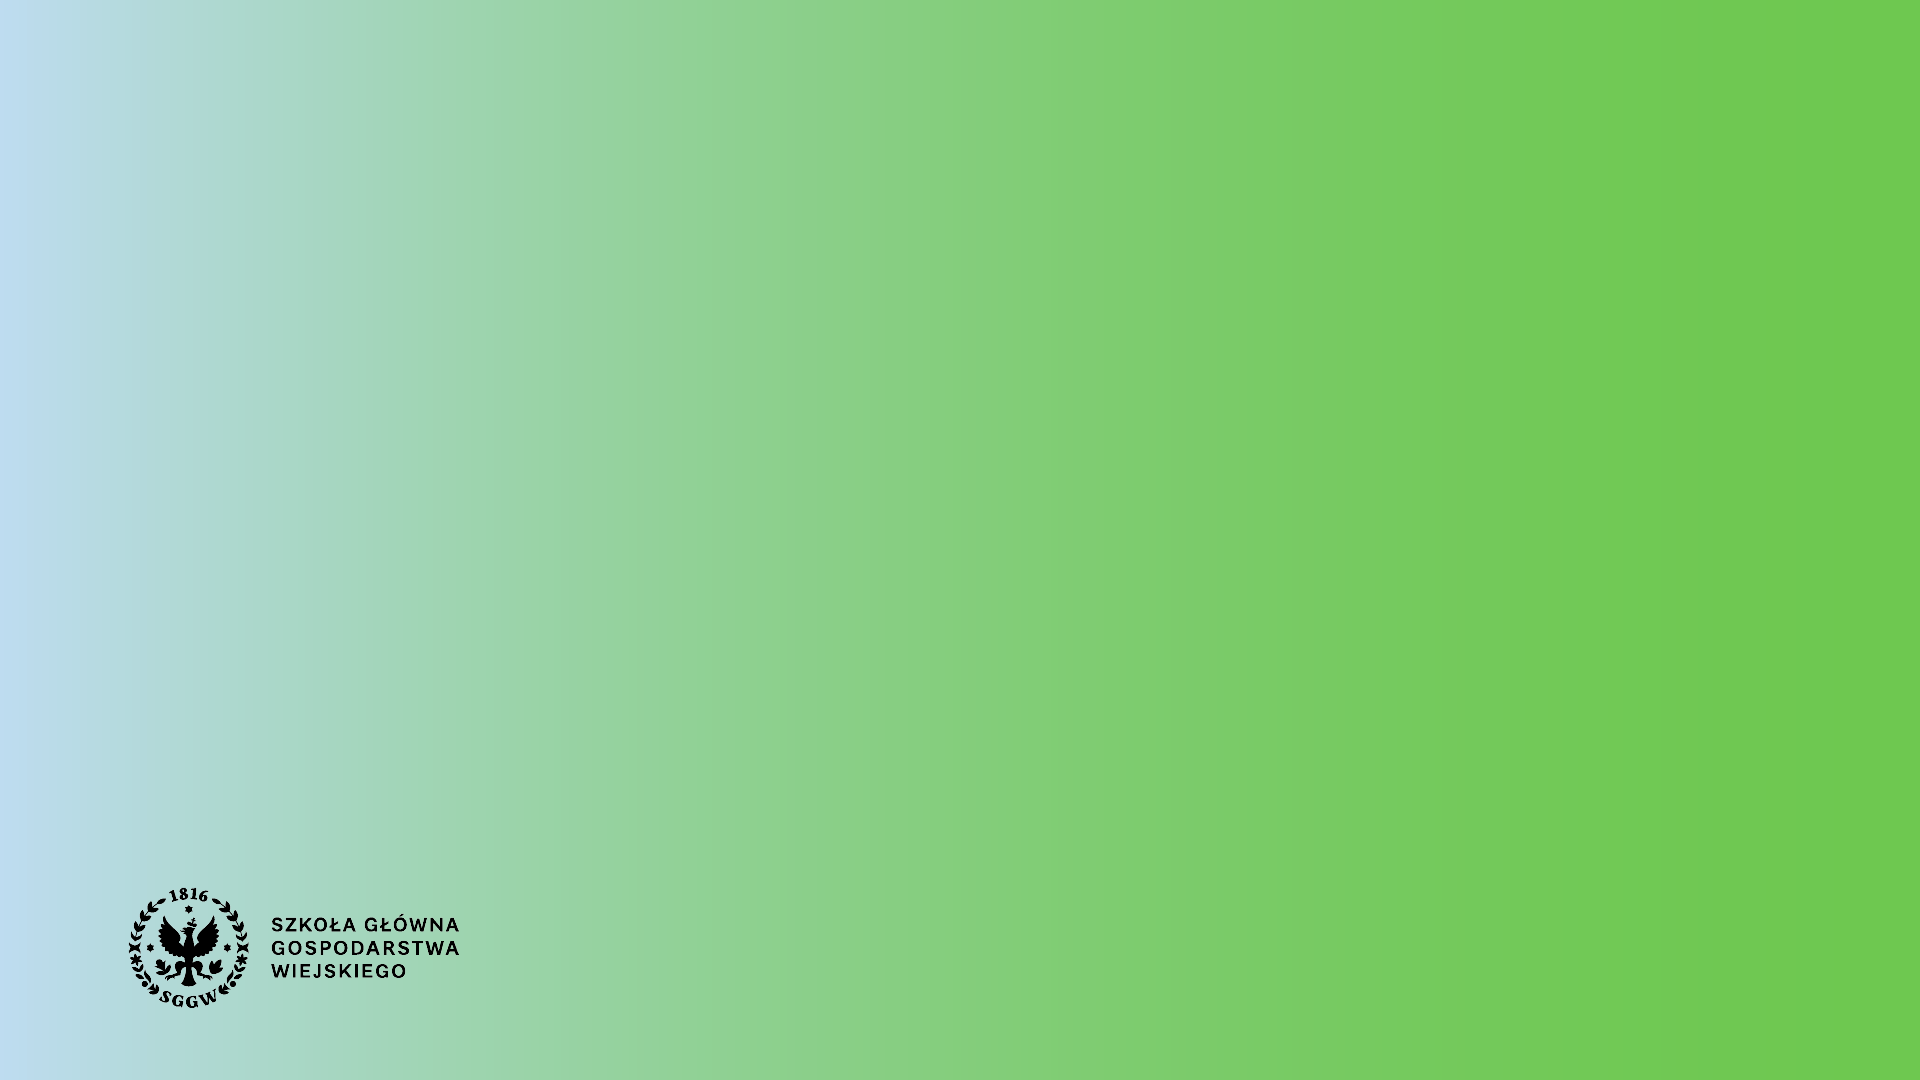 1816
SGGW
SZKOŁA GŁÓWNA
GOSPODARSTWA
WIEJSKIEGO